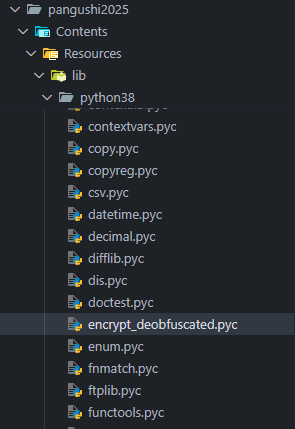 pangushi2025
Contents
Resources
lib
python38
contextvars.pyc
copy.pyc
copyreg.pyc
csv.pyc
datetime.pyc
decimal.pyc
difflib.pyc
dis.pyc
doctest.pyc
encrypt_deobfuscated.pyc
enum.pyc
fnmatch.pyc
ftplib.pyc
functools.pyc